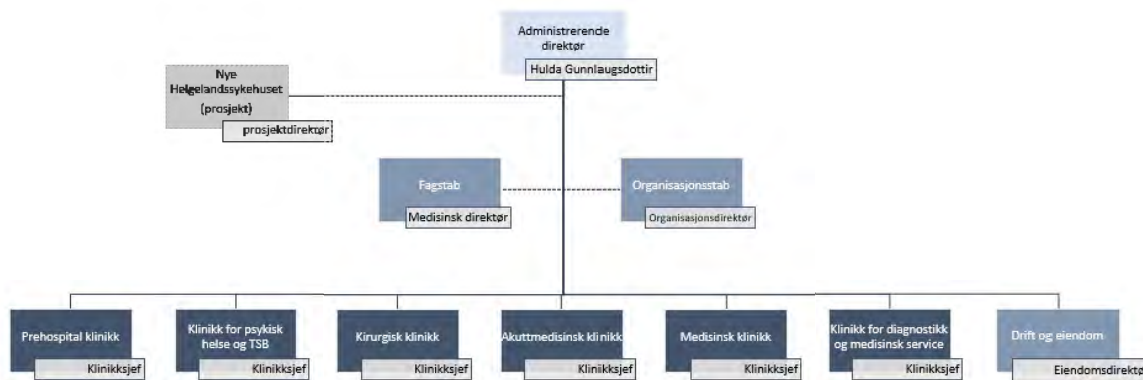 Administrerende
direktør
Hulda Gunnlaugsdottir
Nye
Helgelandssykehuset
(prosjekt)
prosjektdirektør
Fagstab
Medisinsk direktør
Organisasjonsstab
Organisasjonsdirektør
Prehospital klinikk
Klinikksjef
Klinikk for psykisk
helse og TSB
Klinikksjef
Kirurgisk klinikk
Klinikksjef
Akuttmedisinsk klinikk
Klinikksjef
Medisinsk klinikk
Klinikksjef
Klinikk for diagnostikk
og medisinsk service
Klinikksjef
Drift og eiendom
Eiendomsdirektø